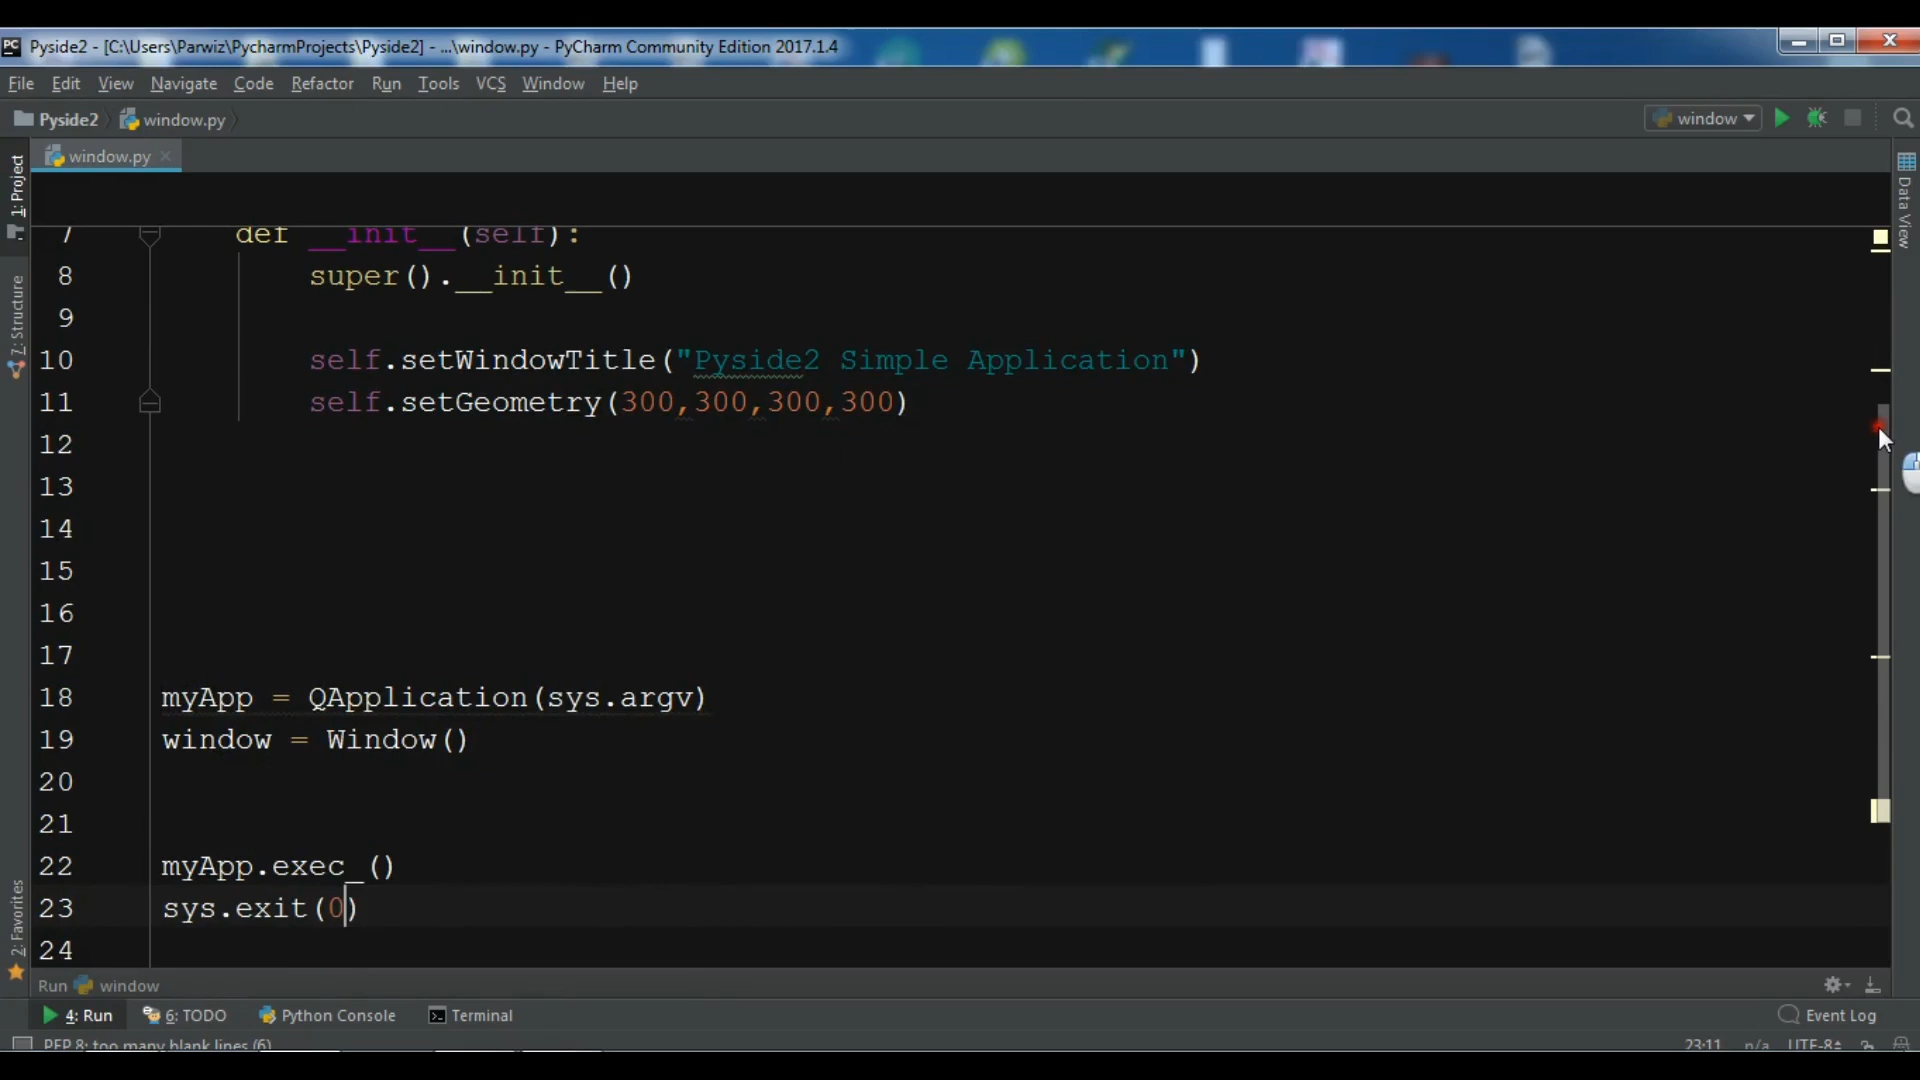 Pyside2 - [C:\Users\Parwiz\PycharmProjects\Pyside2] - ...\window.py - PyCharm Community Edition 2017.1.4
File Edit View Navigate Code Refactor Run Tools VCS Window Help
Pyside2 window.py window
window.py
1: Project
7: Structure
2: Favorites
Data View
7 def __init__(self):
8 super().__init__()
9
10 self.setWindowTitle("Pyside2 Simple Application")
11 self.setGeometry(300,300,300,300)
12
13
14
15
16
17
18 myApp = QApplication(sys.argv)
19 window = Window()
20
21
22 myApp.exec_()
23 sys.exit(0)
24
Run window
4: Run 6: TODO Python Console Terminal Event Log
PEP 8: too many blank lines (6) 23:11 n/a UTF-8